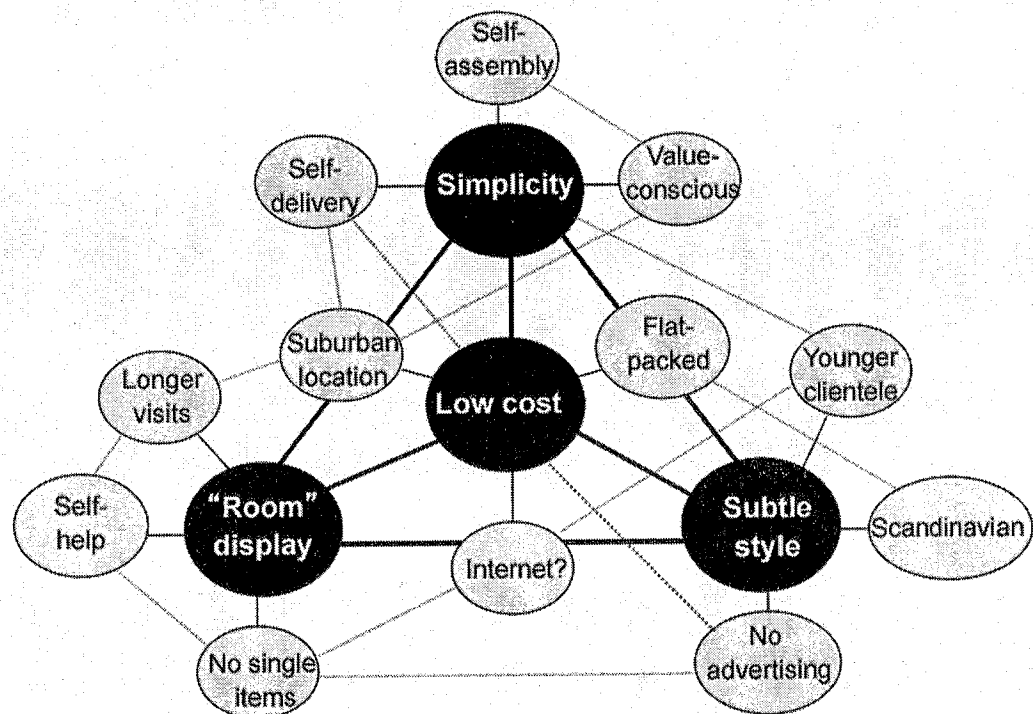 Self-
assembly
Self-
delivery
Simplicity
Value-
conscious
Suburban
location
Flat-
packed
Longer
visits
Low cost
Younger
clientele
Self-
help
“Room”
display
Internet?
Subtle
style
Scandinavian
No single
items
No
advertising